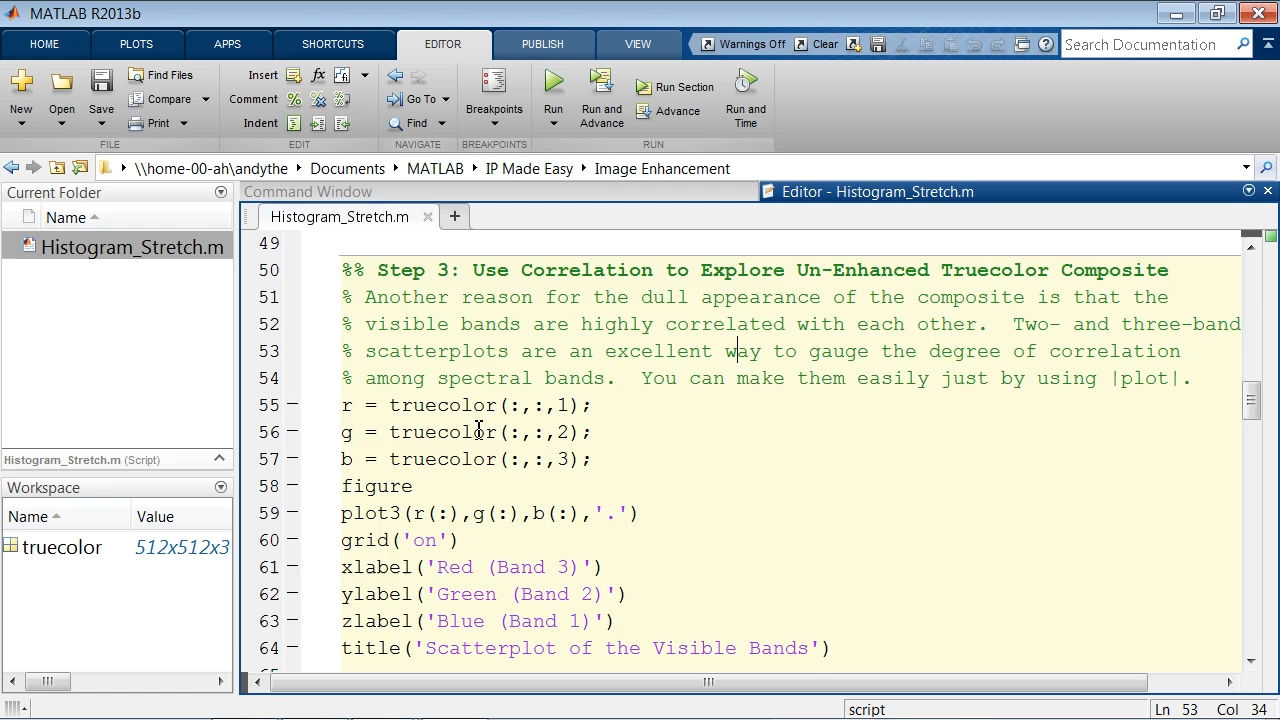 MATLAB R2013b
HOME PLOTS APPS SHORTCUTS EDITOR PUBLISH VIEW Warnings Off Clear Search Documentation
New Open Save Find Files Compare Print Insert Comment Indent Go To Find Breakpoints Run Run and Advance Run Section Advance Run and Time
FILE EDIT NAVIGATE BREAKPOINTS RUN
\\home-00-ah\andythe Documents MATLAB IP Made Easy Image Enhancement
Current Folder
Name
Histogram_Stretch.m
Histogram_Stretch.m (Script)
Workspace
Name Value
truecolor 512x512x3
Command Window
Editor - Histogram_Stretch.m
Histogram_Stretch.m
49
50 %% Step 3: Use Correlation to Explore Un-Enhanced Truecolor Composite
51 % Another reason for the dull appearance of the composite is that the
52 % visible bands are highly correlated with each other.  Two- and three-band
53 % scatterplots are an excellent way to gauge the degree of correlation
54 % among spectral bands.  You can make them easily just by using |plot|.
55 – r = truecolor(:,:,1);
56 – g = truecolor(:,:,2);
57 – b = truecolor(:,:,3);
58 – figure
59 – plot3(r(:),g(:),b(:),'.')
60 – grid('on')
61 – xlabel('Red (Band 3)')
62 – ylabel('Green (Band 2)')
63 – zlabel('Blue (Band 1)')
64 – title('Scatterplot of the Visible Bands')
script Ln 53 Col 34